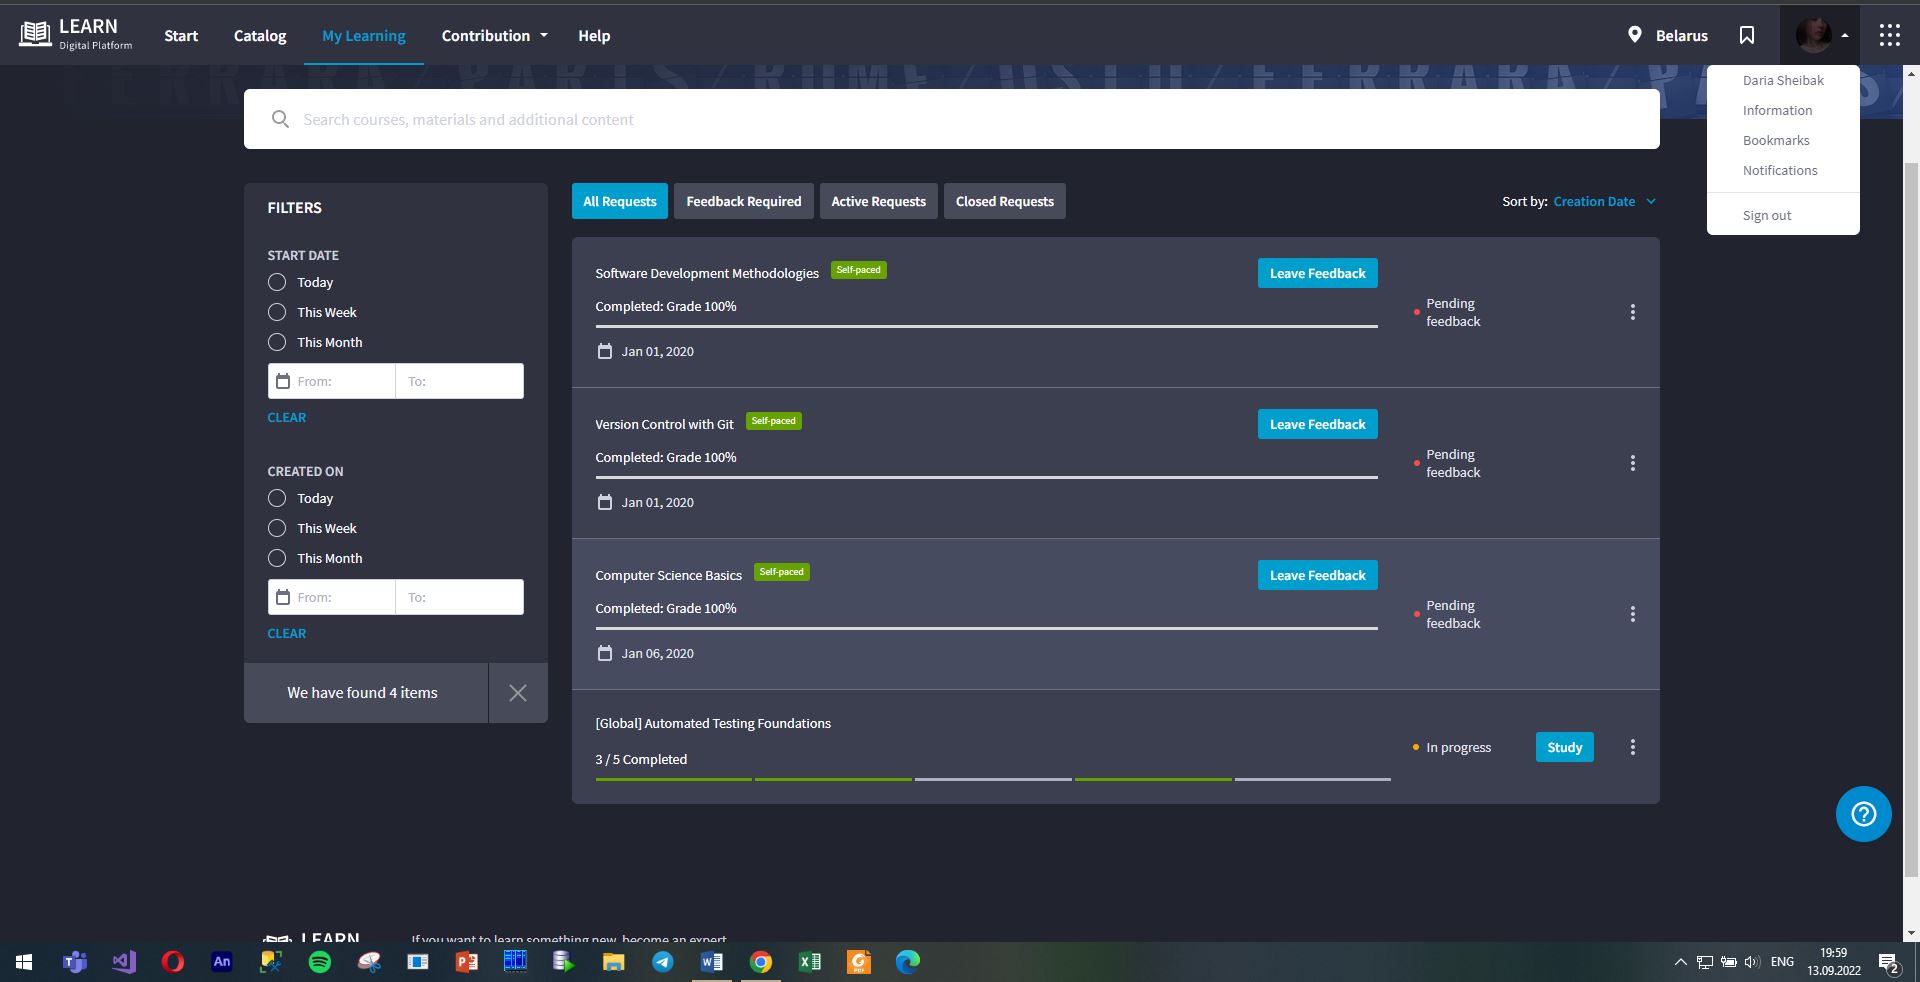 LEARN
Digital Platform
Start
Catalog
My Learning
Contribution
Help
Belarus
FERRARA / PARIS / ROME / OSLO / FERRARA / PARIS
Daria Sheibak
Information
Bookmarks
Notifications
Sign out
Search courses, materials and additional content
FILTERS
START DATE
Today
This Week
This Month
From:
To:
CLEAR
CREATED ON
Today
This Week
This Month
From:
To:
CLEAR
We have found 4 items
All Requests
Feedback Required
Active Requests
Closed Requests
Sort by: Creation Date
Software Development Methodologies
Self-paced
Leave Feedback
Completed: Grade 100%
Pending
feedback
Jan 01, 2020
Version Control with Git
Self-paced
Leave Feedback
Completed: Grade 100%
Pending
feedback
Jan 01, 2020
Computer Science Basics
Self-paced
Leave Feedback
Completed: Grade 100%
Pending
feedback
Jan 06, 2020
[Global] Automated Testing Foundations
3 / 5 Completed
In progress
Study
LEARN
If you want to learn something new, become an expert
An
ENG
19:59
13.09.2022
2